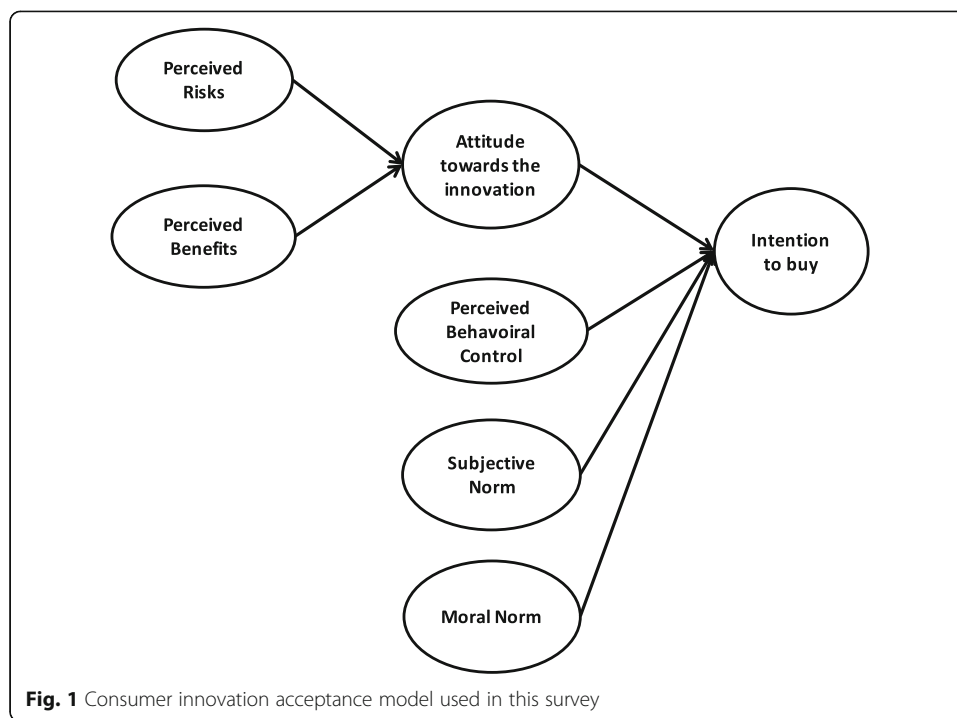 Perceived
Risks
Perceived
Benefits
Attitude
towards the
innovation
Perceived
Behavoiral
Control
Subjective
Norm
Moral Norm
Intention
to buy
Fig. 1 Consumer innovation acceptance model used in this survey